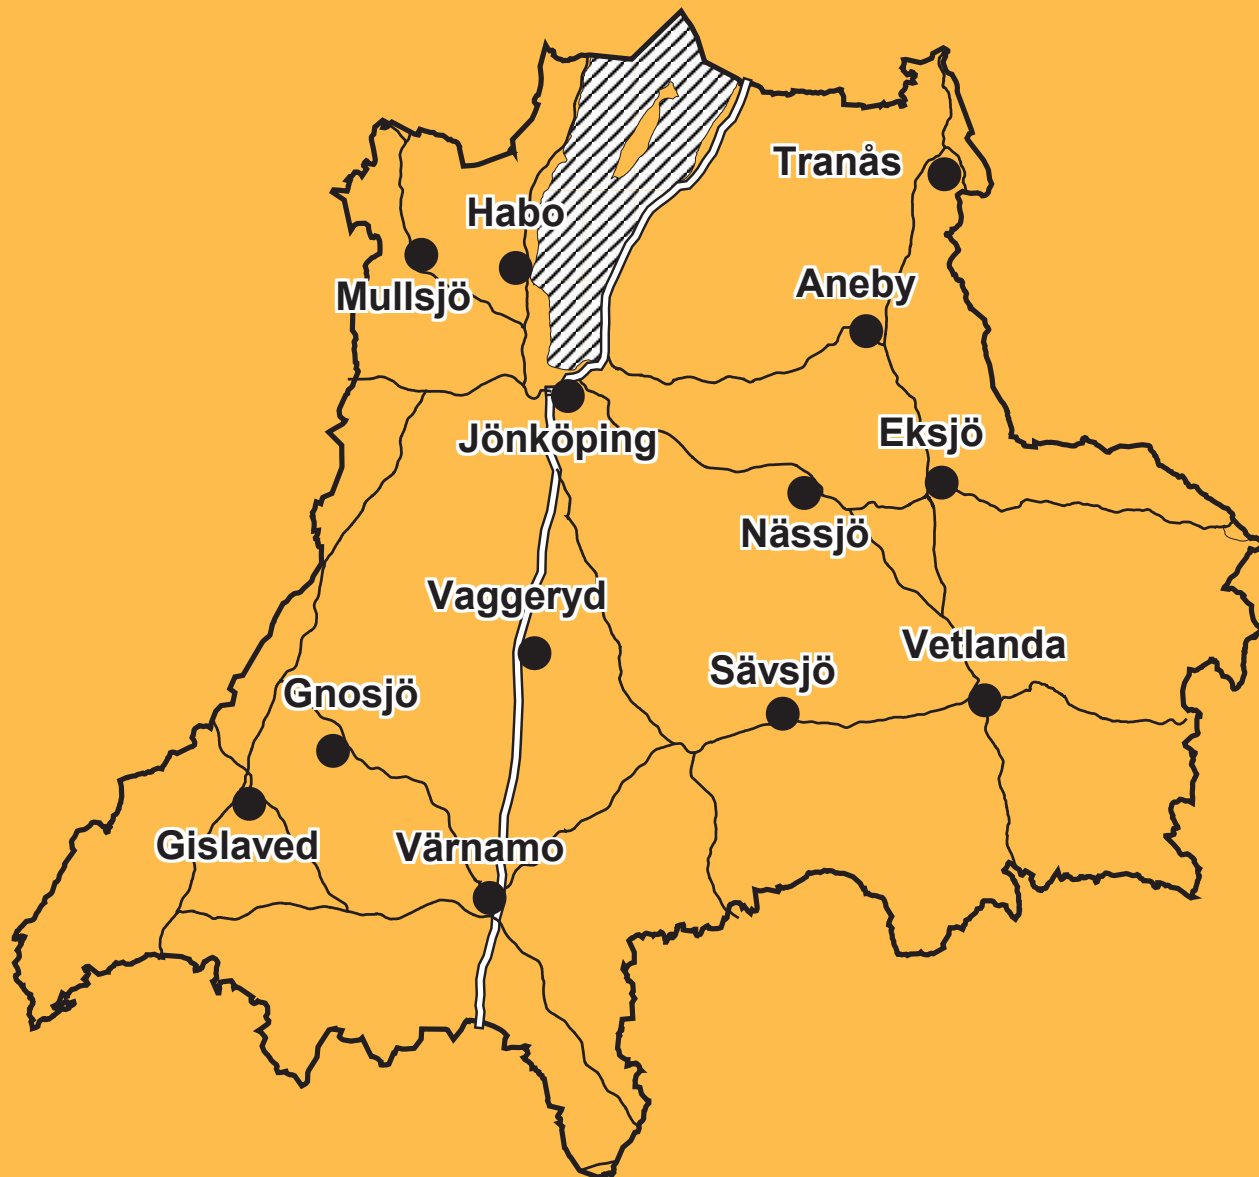 Tranås
Habo
Aneby
Mullsjö
Jönköping
Eksjö
Nässjö
Vaggeryd
Vetlanda
Sävsjö
Gnosjö
Gislaved
Värnamo